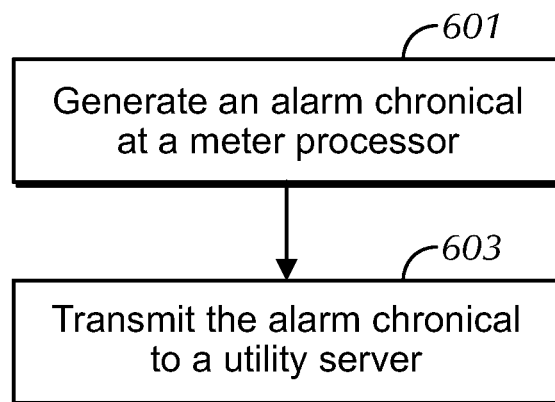 601
Generate an alarm chronical
at a meter processor
603
Transmit the alarm chronical
to a utility server